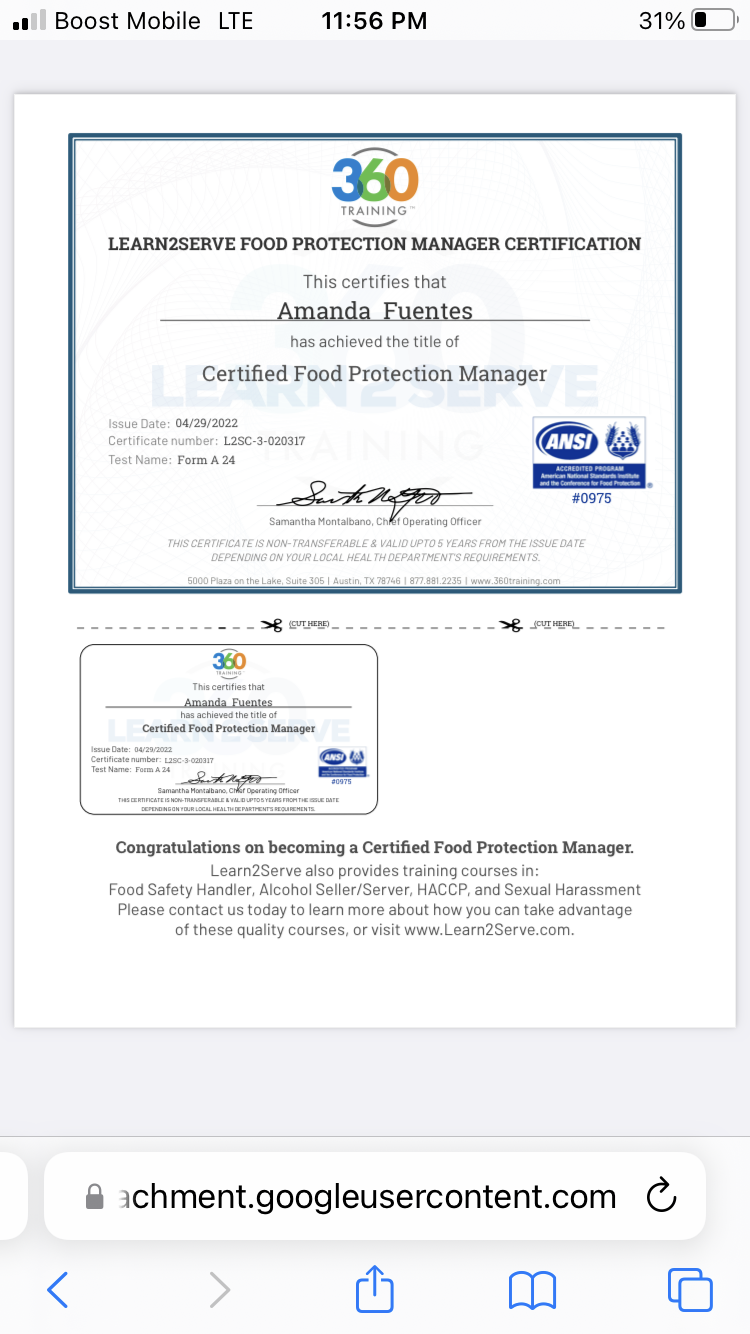 Boost Mobile LTE 11:56 PM 31%
360
TRAINING™
LEARN2SERVE FOOD PROTECTION MANAGER CERTIFICATION
This certifies that
Amanda Fuentes
has achieved the title of
Certified Food Protection Manager
LEARN2SERVE
TRAINING
Issue Date: 04/29/2022
Certificate number: L2SC-3-020317
Test Name: Form A 24
ANSI
ACCREDITED PROGRAM
American National Standards Institute
and the Conference for Food Protection
®
#0975
Samantha Montalbano, Chief Operating Officer
THIS CERTIFICATE IS NON-TRANSFERABLE & VALID UPTO 5 YEARS FROM THE ISSUE DATE
DEPENDING ON YOUR LOCAL HEALTH DEPARTMENT'S REQUIREMENTS.
5000 Plaza on the Lake, Suite 305 | Austin, TX 78746 | 877.881.2235 | www.360training.com
(CUT HERE) (CUT HERE)
360
TRAINING
This certifies that
Amanda Fuentes
has achieved the title of
LEARN2SERVE
Certified Food Protection Manager
Issue Date: 04/29/2022
Certificate number: L2SC-3-020317
Test Name: Form A 24
ANSI
#0975
Samantha Montalbano, Chief Operating Officer
THIS CERTIFICATE IS NON-TRANSFERABLE & VALID UPTO 5 YEARS FROM THE ISSUE DATE
DEPENDING ON YOUR LOCAL HEALTH DEPARTMENT'S REQUIREMENTS.
Congratulations on becoming a Certified Food Protection Manager.
Learn2Serve also provides training courses in:
Food Safety Handler, Alcohol Seller/Server, HACCP, and Sexual Harassment
Please contact us today to learn more about how you can take advantage
of these quality courses, or visit www.Learn2Serve.com.
achment.googleusercontent.com